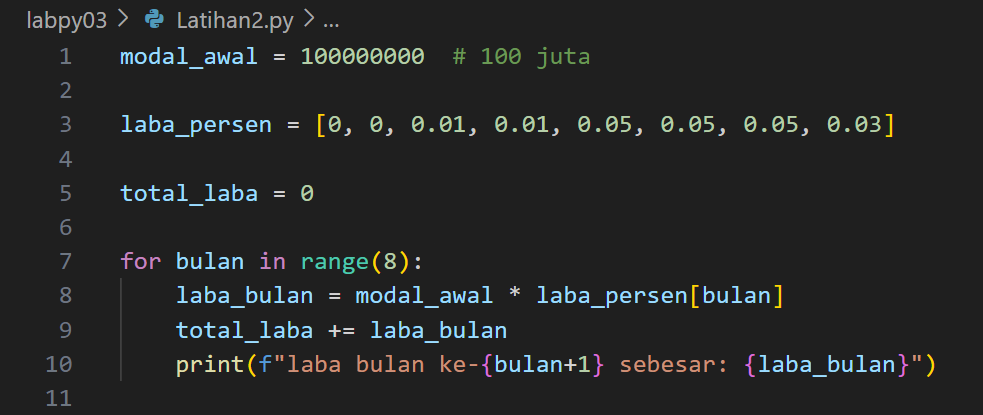 labpy03 > Latihan2.py > ...
1 modal_awal = 100000000  # 100 juta
2
3 laba_persen = [0, 0, 0.01, 0.01, 0.05, 0.05, 0.05, 0.03]
4
5 total_laba = 0
6
7 for bulan in range(8):
8     laba_bulan = modal_awal * laba_persen[bulan]
9     total_laba += laba_bulan
10     print(f"laba bulan ke-{bulan+1} sebesar: {laba_bulan}")
11